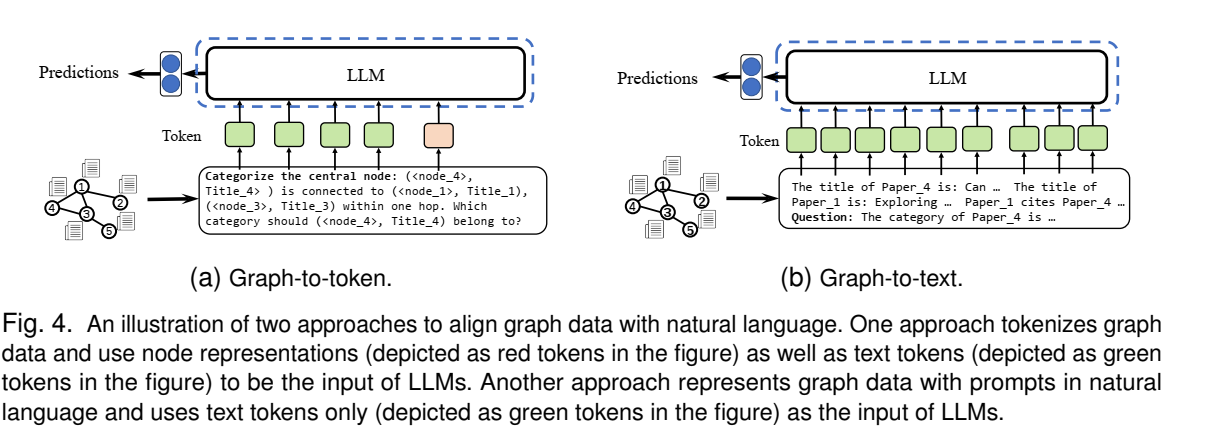 Predictions
LLM
Token
1
2
3
4
5
Categorize the central node: (<node_4>,
Title_4> ) is connected to (<node_1>, Title_1),
(<node_3>, Title_3) within one hop. Which
category should (<node_4>, Title_4) belong to?
(a) Graph-to-token.
Predictions
LLM
Token
1
2
3
4
5
The title of Paper_4 is: Can … The title of
Paper_1 is: Exploring … Paper_1 cites Paper_4 …
Question: The category of Paper_4 is …
(b) Graph-to-text.
Fig. 4. An illustration of two approaches to align graph data with natural language. One approach tokenizes graph
data and use node representations (depicted as red tokens in the figure) as well as text tokens (depicted as green
tokens in the figure) to be the input of LLMs. Another approach represents graph data with prompts in natural
language and uses text tokens only (depicted as green tokens in the figure) as the input of LLMs.